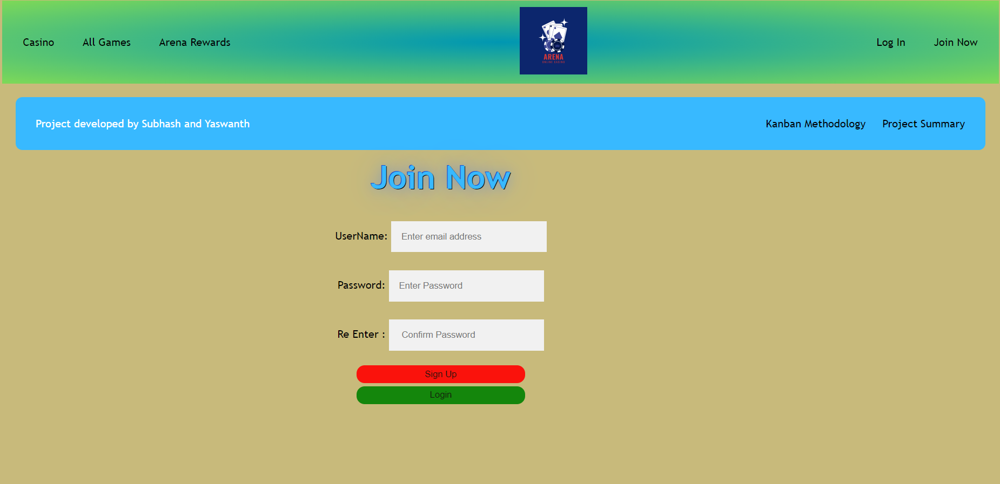 Casino
All Games
Arena Rewards
ARENA
ONLINE CASINO
Log In
Join Now
Project developed by Subhash and Yaswanth
Kanban Methodology
Project Summary
Join Now
UserName: Enter email address
Password: Enter Password
Re Enter : Confirm Password
Sign Up
Login